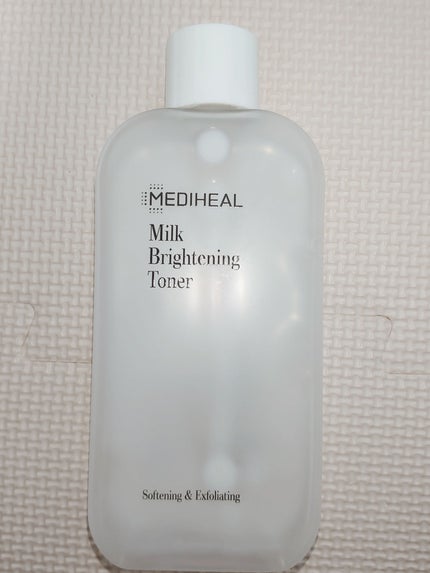 MEDIHEAL
Milk
Brightening
Toner
Softening & Exfoliating